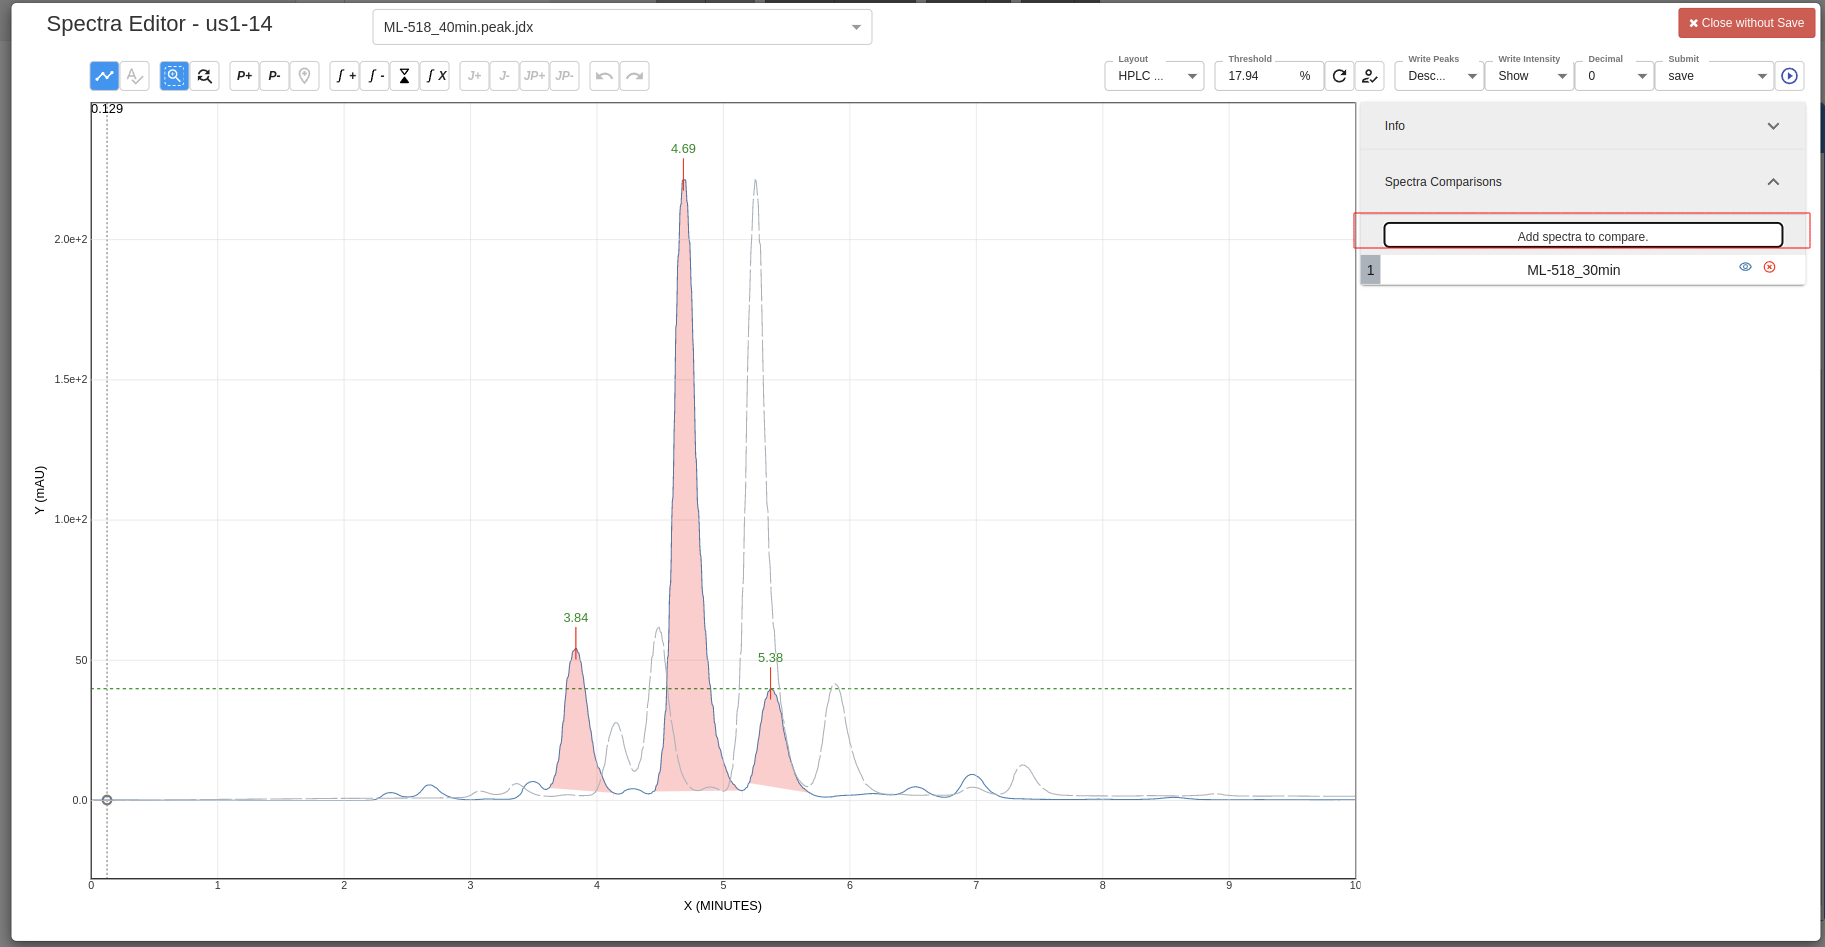 Spectra Editor - us1-14
ML-518_40min.peak.jdx
✖ Close without Save
P+ P- ∫ + ∫ - ∫ X J+ J- JP+ JP-
Layout
HPLC ...
Threshold
17.94 %
Write Peaks
Desc...
Write Intensity
Show
Decimal
0
Submit
save
0.129
4.69
3.84
5.38
2.0e+2
1.5e+2
1.0e+2
50
0.0
Y (mAU)
0 1 2 3 4 5 6 7 8 9 10
X (MINUTES)
Info
Spectra Comparisons
Add spectra to compare.
1 ML-518_30min